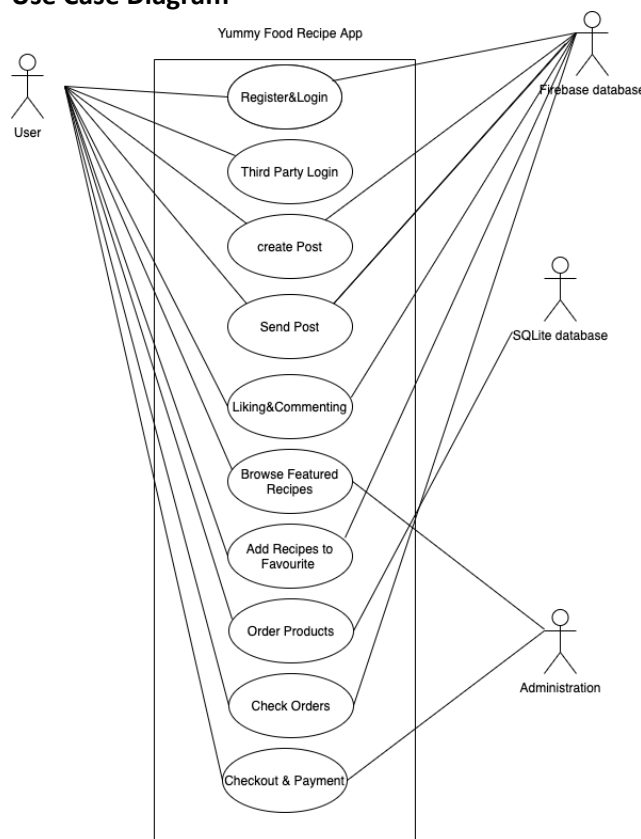 Use Case Diagram
Yummy Food Recipe App
User
Firebase database
Register&Login
Third Party Login
create Post
Send Post
SQLite database
Liking&Commenting
Browse Featured
Recipes
Add Recipes to
Favourite
Order Products
Administration
Check Orders
Checkout & Payment